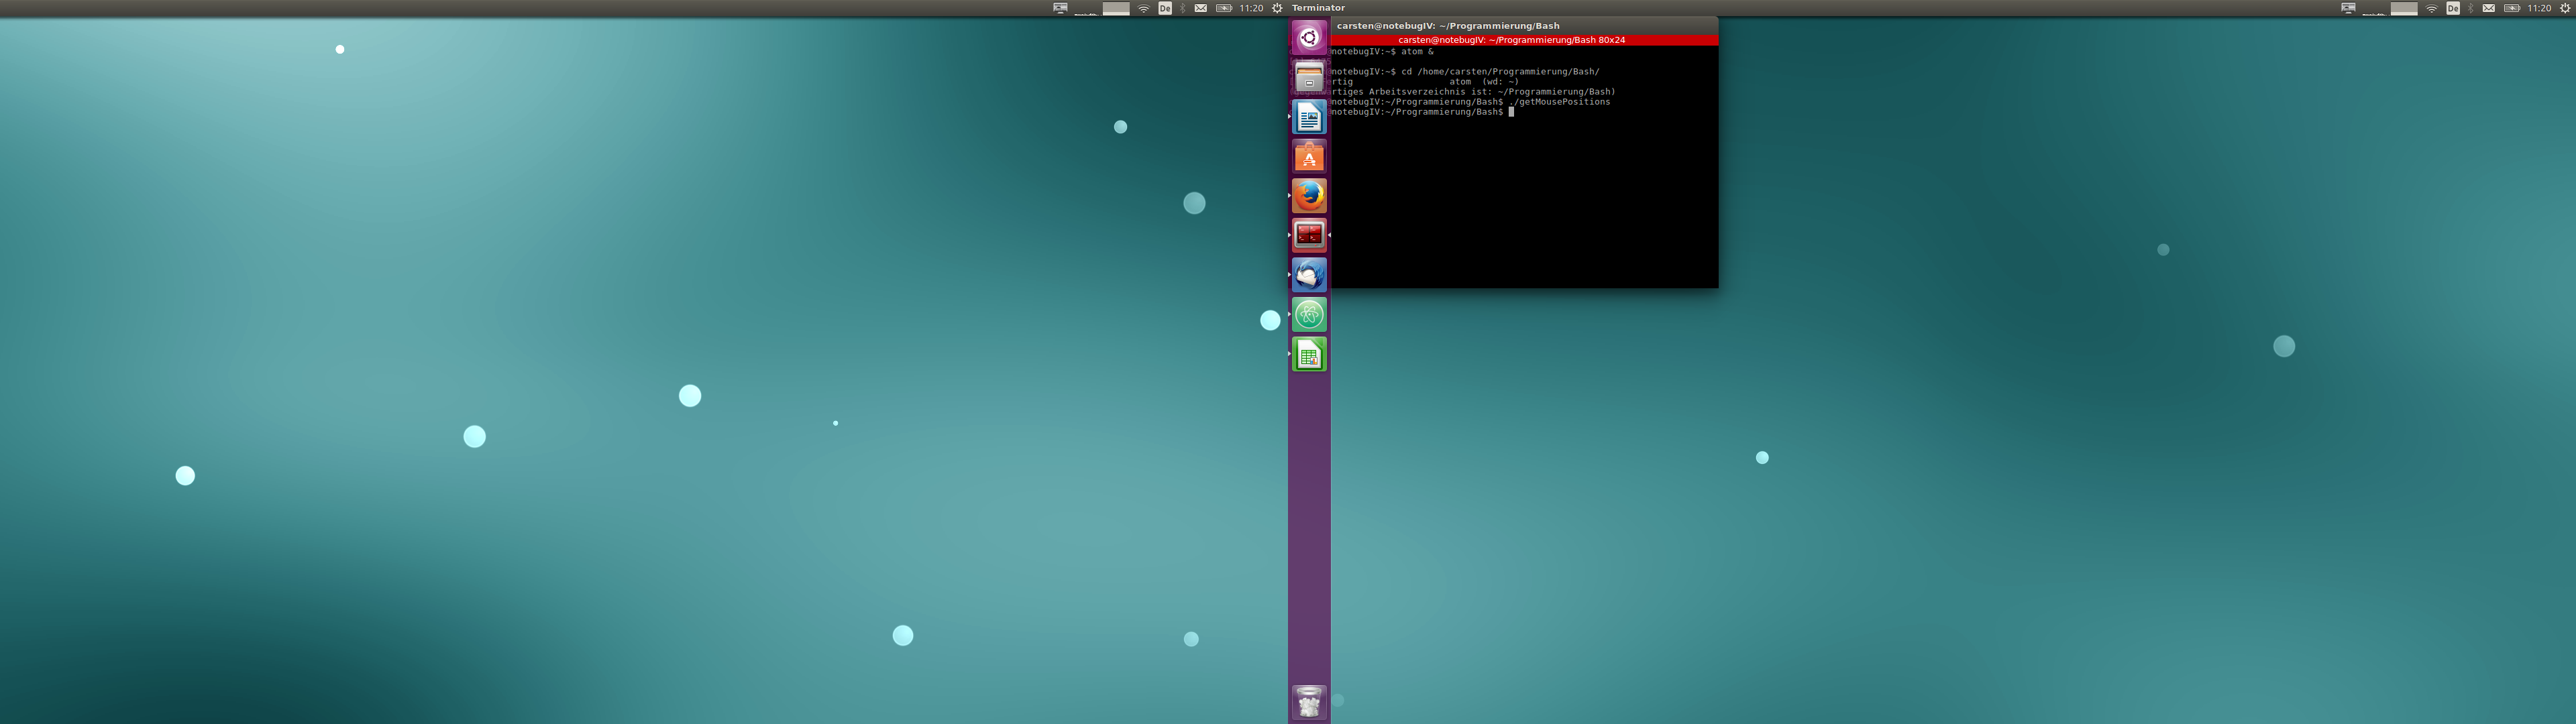 De 11:20 Terminator De 11:20
carsten@notebugIV: ~/Programmierung/Bash
carsten@notebugIV: ~/Programmierung/Bash 80x24
notebugIV:~$ atom &
notebugIV:~$ cd /home/carsten/Programmierung/Bash/
rtig atom (wd: ~)
rtiges Arbeitsverzeichnis ist: ~/Programmierung/Bash)
notebugIV:~/Programmierung/Bash$ ./getMousePositions
notebugIV:~/Programmierung/Bash$